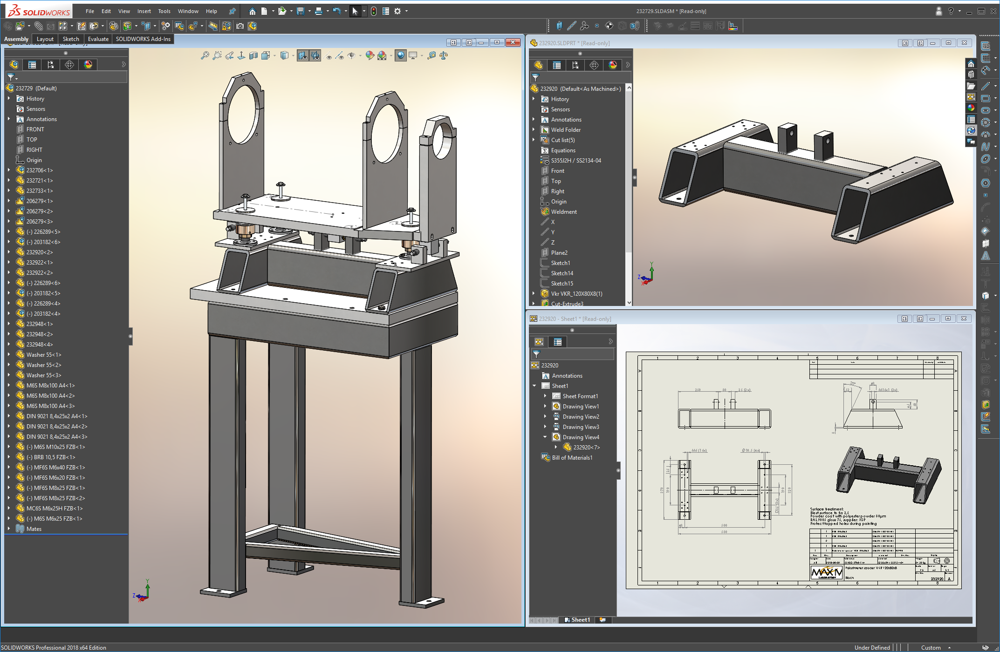 SOLIDWORKS
File Edit View Insert Tools Window Help
232729.SLDASM * [Read-only]
Assembly Layout Sketch Evaluate SOLIDWORKS Add-Ins
232729 (Default)
History
Sensors
Annotations
FRONT
TOP
RIGHT
Origin
232706<1>
232721<1>
232733<1>
206279<1>
206279<2>
206279<3>
(-) 226289<5>
(-) 203182<6>
232920<2>
232922<1>
232922<2>
(-) 226289<6>
(-) 203182<5>
(-) 226289<4>
(-) 203182<4>
232948<1>
232948<2>
232948<4>
Washer 55<1>
Washer 55<2>
Washer 55<3>
M6S M8x100 A4<1>
M6S M8x100 A4<2>
M6S M8x100 A4<3>
DIN 9021 8,4x25x2 A4<1>
DIN 9021 8,4x25x2 A4<2>
DIN 9021 8,4x25x2 A4<3>
(-) M6S M10x25 FZB<1>
(-) BRB 10,5 FZB<1>
(-) MF6S M6x40 FZB<1>
(-) MF6S M6x20 FZB<1>
(-) MF6S M8x25 FZB<1>
(-) MF6S M8x25 FZB<2>
MC6S M6x25H FZB<1>
(-) M6S M6x25 FZB<1>
Mates
Y
Z
X
232920.SLDPRT * [Read-only]
232920 (Default<As Machined>)
History
Sensors
Annotations
Weld Folder
Cut list(5)
Equations
S355J2H / SS2134-04
Front
Top
Right
Origin
Weldment
X
Y
Z
Plane2
Sketch1
Sketch14
Sketch15
Vkr VKR_120X80X8(1)
Cut-Extrude3
Y
Z
X
232920 - Sheet1 * [Read-only]
232920
Annotations
Sheet1
Sheet Format1
Drawing View1
Drawing View2
Drawing View3
Drawing View4
232920<7>
Bill of Materials1
1 2 3 4 5 6 7 8
250 80 25 (2x)
40
M16x1 (2x)
M6 (16x)
Ø10.5 (4x)
270
190
190
320
40
500
580
Surface treatment:
Blast surface to Sa 2,5
Powder coat with polyester powder 80µm
RAL9005 gloss 75, supplier: IGP
Protect tapped holes during painting
MAX IV
LABORATORY
Polarimeter spacer VKR 120x80x8
Black
232920 A
1 2 3 4 5 6 7 8
Sheet1
SOLIDWORKS Professional 2018 x64 Edition
Under Defined
Custom